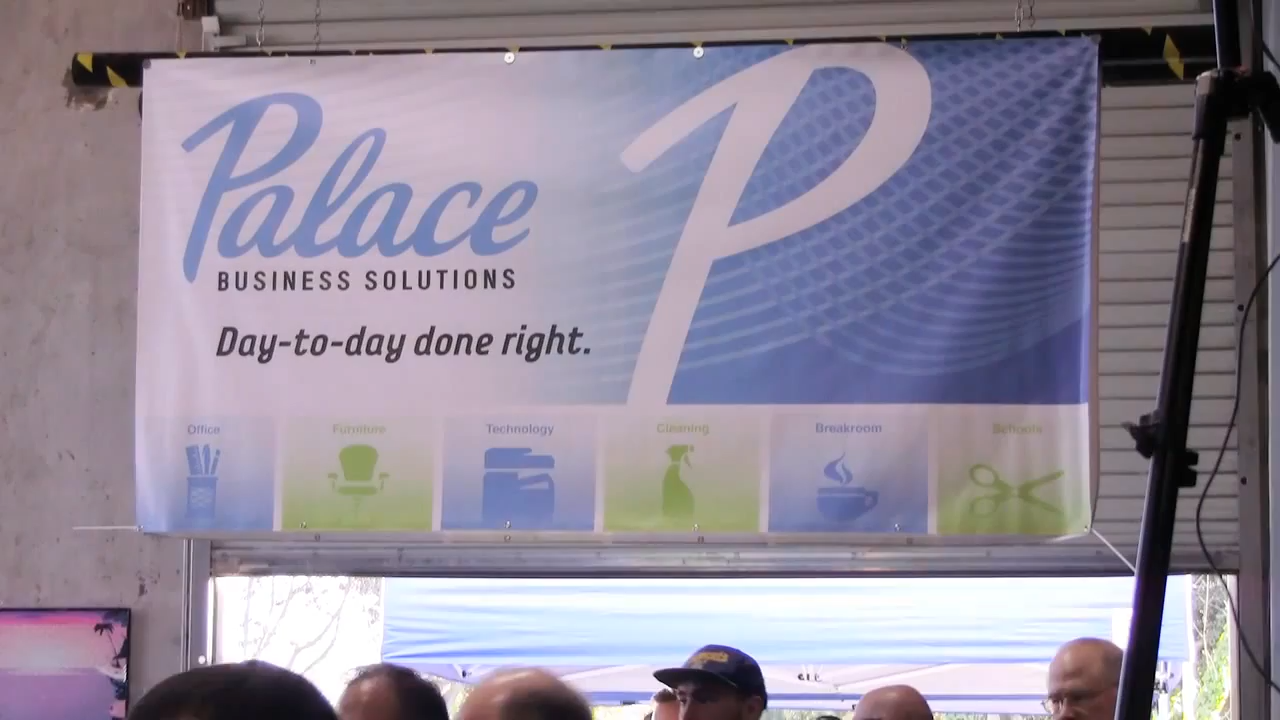 Palace
BUSINESS SOLUTIONS
Day-to-day done right.
P
Office
Furniture
Technology
Cleaning
Breakroom
Schools